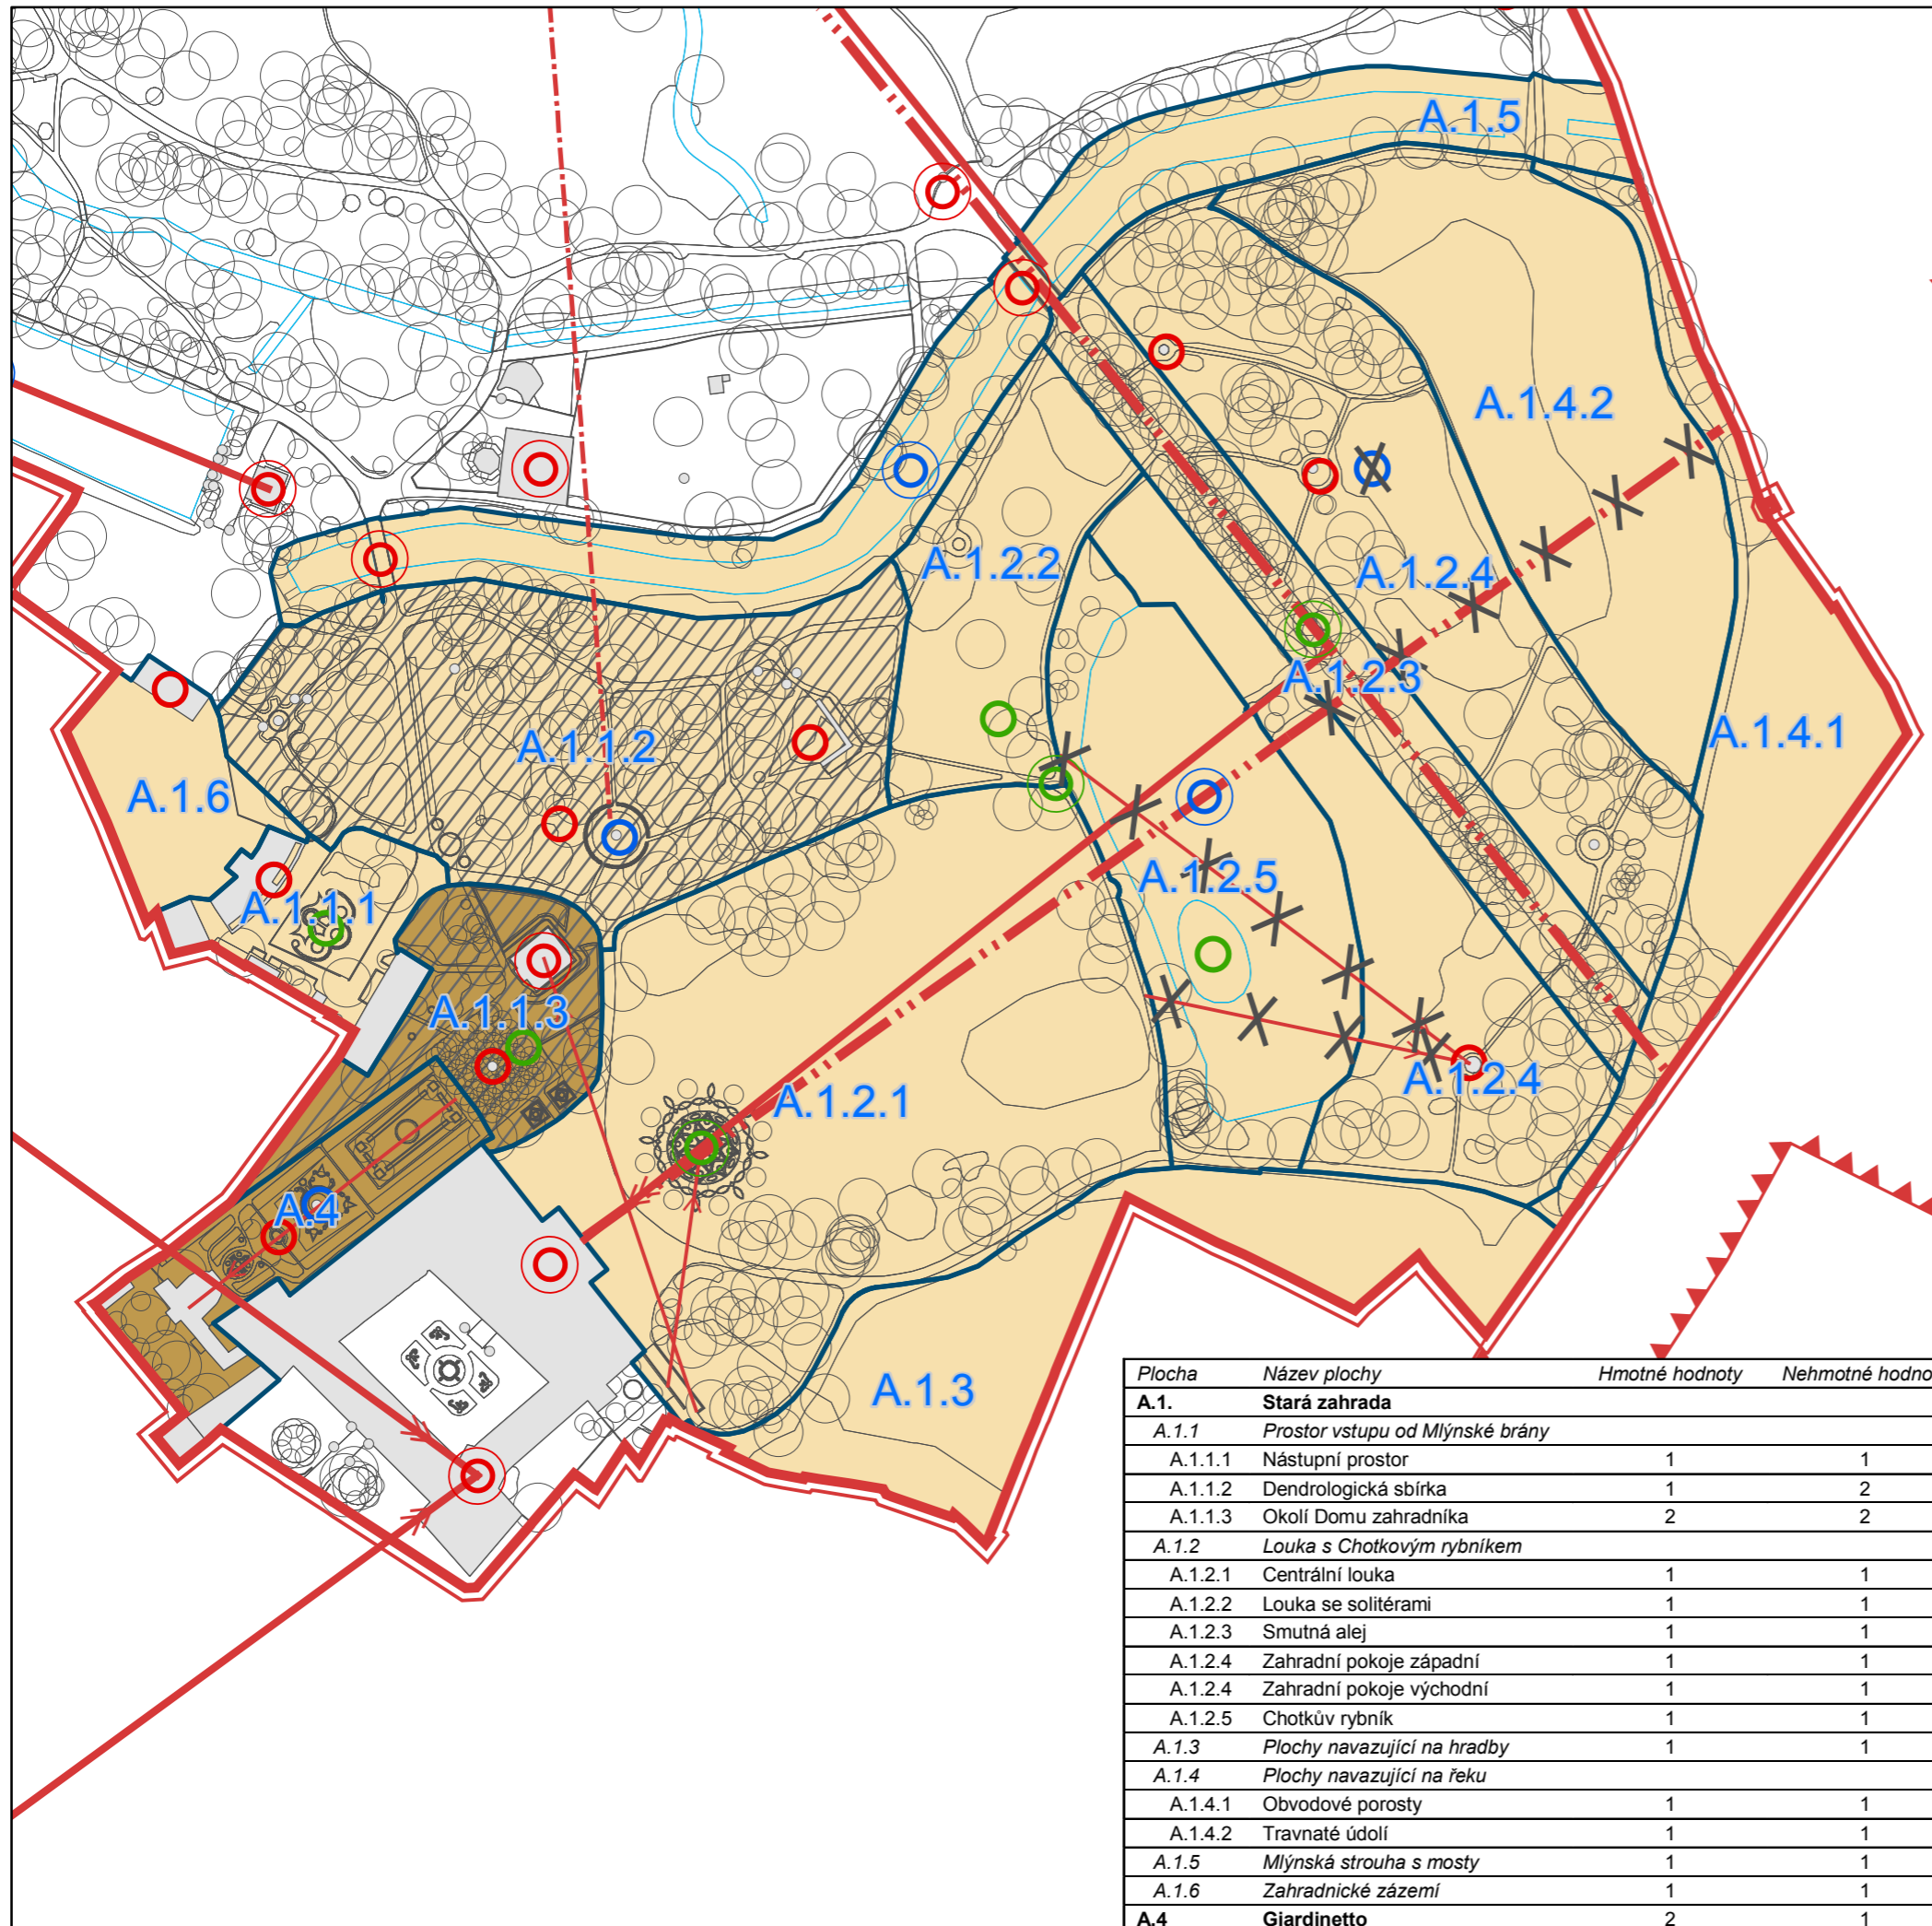 A.1.5
A.1.4.2
A.1.2.2
A.1.2.4
A.1.2.3
A.1.4.1
A.1.1.2
A.1.6
A.1.2.5
A.1.1.1
A.1.1.3
A.1.2.4
A.1.2.1
A.4
A.1.3
Plocha Název plochy Hmotné hodnoty Nehmotné hodno
A.1. Stará zahrada
A.1.1 Prostor vstupu od Mlýnské brány
A.1.1.1 Nástupní prostor 1 1
A.1.1.2 Dendrologická sbírka 1 2
A.1.1.3 Okolí Domu zahradníka 2 2
A.1.2 Louka s Chotkovým rybníkem
A.1.2.1 Centrální louka 1 1
A.1.2.2 Louka se solitérami 1 1
A.1.2.3 Smutná alej 1 1
A.1.2.4 Zahradní pokoje západní 1 1
A.1.2.4 Zahradní pokoje východní 1 1
A.1.2.5 Chotkův rybník 1 1
A.1.3 Plochy navazující na hradby 1 1
A.1.4 Plochy navazující na řeku
A.1.4.1 Obvodové porosty 1 1
A.1.4.2 Travnaté údolí 1 1
A.1.5 Mlýnská strouha s mosty 1 1
A.1.6 Zahradnické zázemí 1 1
A.4 Giardinetto 2 1